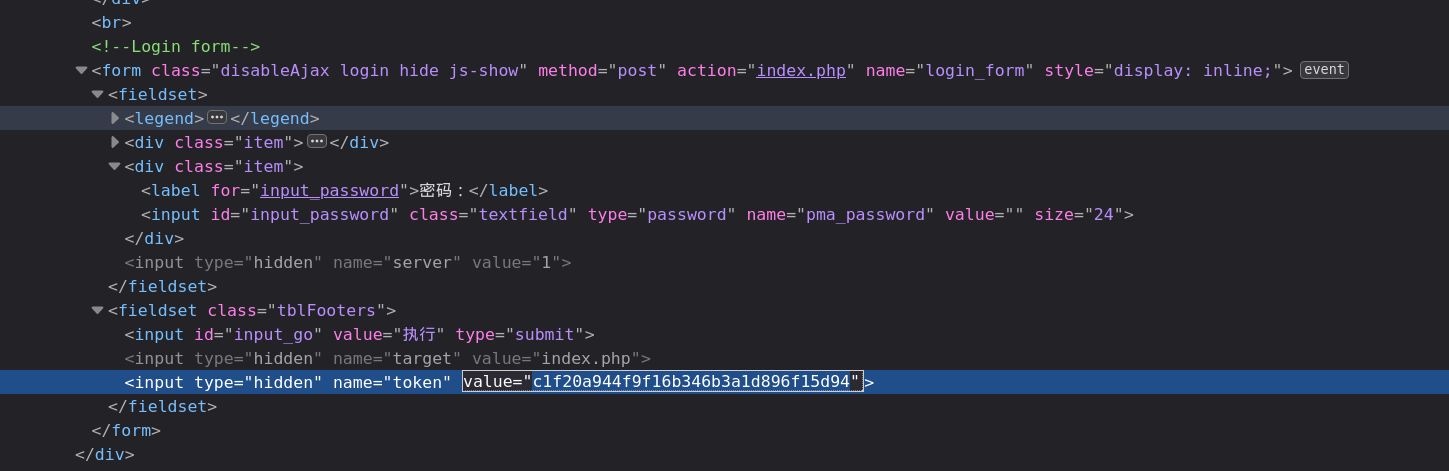 </div>
<br>
<!--Login form-->
<form class="disableAjax login hide js-show" method="post" action="index.php" name="login_form" style="display: inline;"> event
<fieldset>
<legend>•••</legend>
<div class="item">•••</div>
<div class="item">
<label for="input_password">密码：</label>
<input id="input_password" class="textfield" type="password" name="pma_password" value="" size="24">
</div>
<input type="hidden" name="server" value="1">
</fieldset>
<fieldset class="tblFooters">
<input id="input_go" value="执行" type="submit">
<input type="hidden" name="target" value="index.php">
<input type="hidden" name="token" value="c1f20a944f9f16b346b3a1d896f15d94">
</fieldset>
</form>
</div>